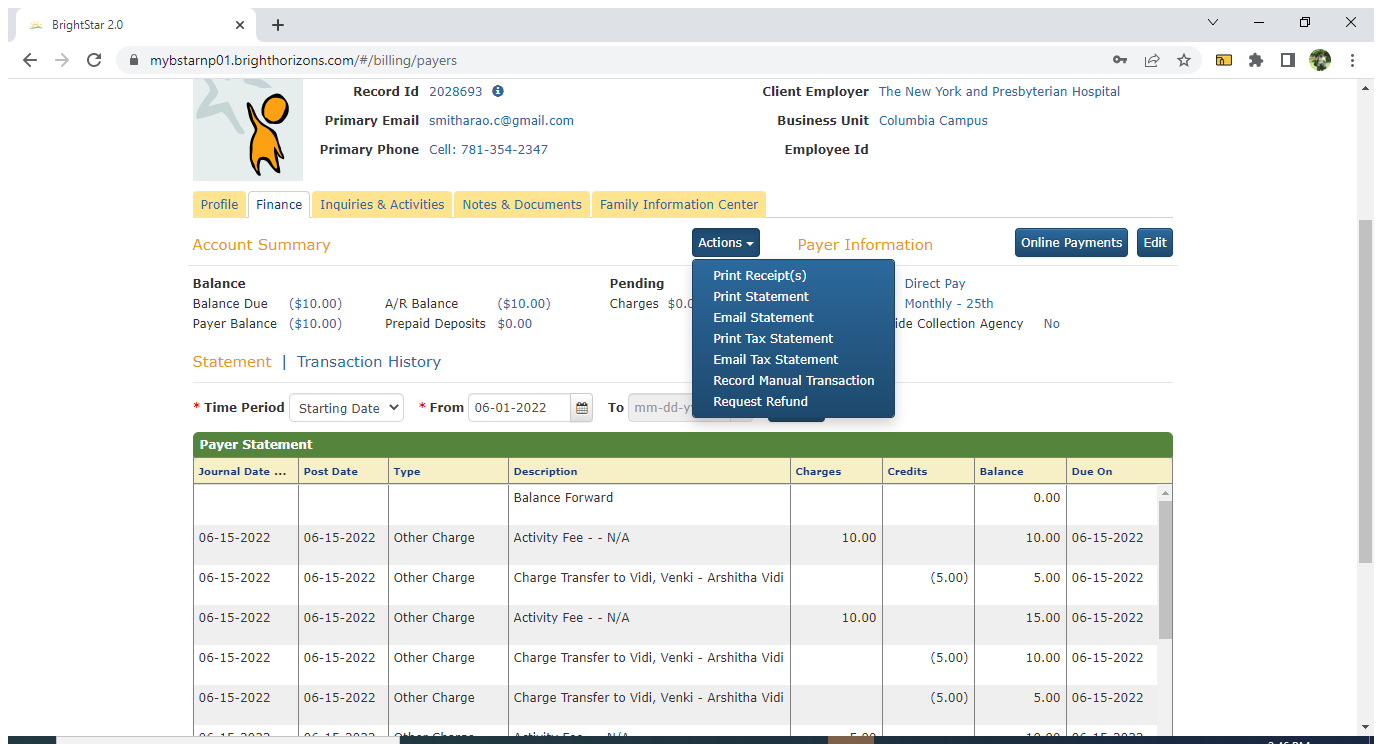 BrightStar 2.0
mybstarnp01.brighthorizons.com/#/billing/payers
Record Id 2028693
Client Employer The New York and Presbyterian Hospital
Primary Email smitharao.c@gmail.com
Business Unit Columbia Campus
Primary Phone Cell: 781-354-2347
Employee Id
Profile Finance Inquiries & Activities Notes & Documents Family Information Center
Account Summary Actions Payer Information Online Payments Edit
Balance Pending Print Receipt(s) Direct Pay
Balance Due ($10.00) A/R Balance ($10.00) Charges $0.0 Print Statement Monthly - 25th
Payer Balance ($10.00) Prepaid Deposits $0.00 Email Statement ide Collection Agency No
Print Tax Statement
Statement | Transaction History Email Tax Statement
Record Manual Transaction
* Time Period Starting Date * From 06-01-2022 To mm-dd-y Request Refund
Payer Statement
Journal Date ... Post Date Type Description Charges Credits Balance Due On
Balance Forward 0.00
06-15-2022 06-15-2022 Other Charge Activity Fee - - N/A 10.00 10.00 06-15-2022
06-15-2022 06-15-2022 Other Charge Charge Transfer to Vidi, Venki - Arshitha Vidi (5.00) 5.00 06-15-2022
06-15-2022 06-15-2022 Other Charge Activity Fee - - N/A 10.00 15.00 06-15-2022
06-15-2022 06-15-2022 Other Charge Charge Transfer to Vidi, Venki - Arshitha Vidi (5.00) 10.00 06-15-2022
06-15-2022 06-15-2022 Other Charge Charge Transfer to Vidi, Venki - Arshitha Vidi (5.00) 5.00 06-15-2022